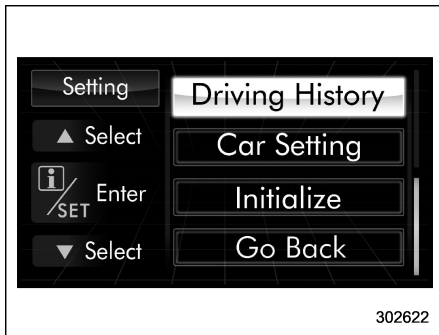 Setting
▲ Select
i/SET Enter
▼ Select
Driving History
Car Setting
Initialize
Go Back
302622